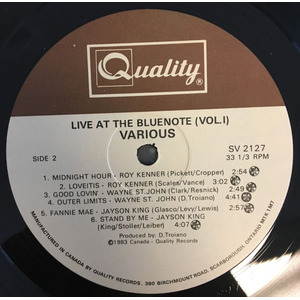 Quality
LIVE AT THE BLUENOTE (VOL.I)
VARIOUS
SIDE 2
SV 2127
33 1/3 RPM
1. MIDNIGHT HOUR - ROY KENNER (Pickett/Cropper) 2:54
2. LOVEITIS - ROY KENNER (Scales/Vance) 3:02
3. GOOD LOVIN' - WAYNE ST.JOHN (Clark/Resnick) 2:49
4. OUTER LIMITS - WAYNE ST.JOHN (D.Troiano) 4:41
5. FANNIE MAE - JAYSON KING (Glasco/Levy/Lewis) 2:57
6. STAND BY ME - JAYSON KING
(King/Stoller/Leiber) 2:57
Produced by: D.Troiano
©1983 Canada - Quality Records
MANUFACTURED IN CANADA BY QUALITY RECORDS, 380 BIRCHMOUNT ROAD, SCARBOROUGH, ONTARIO M1K 1M7